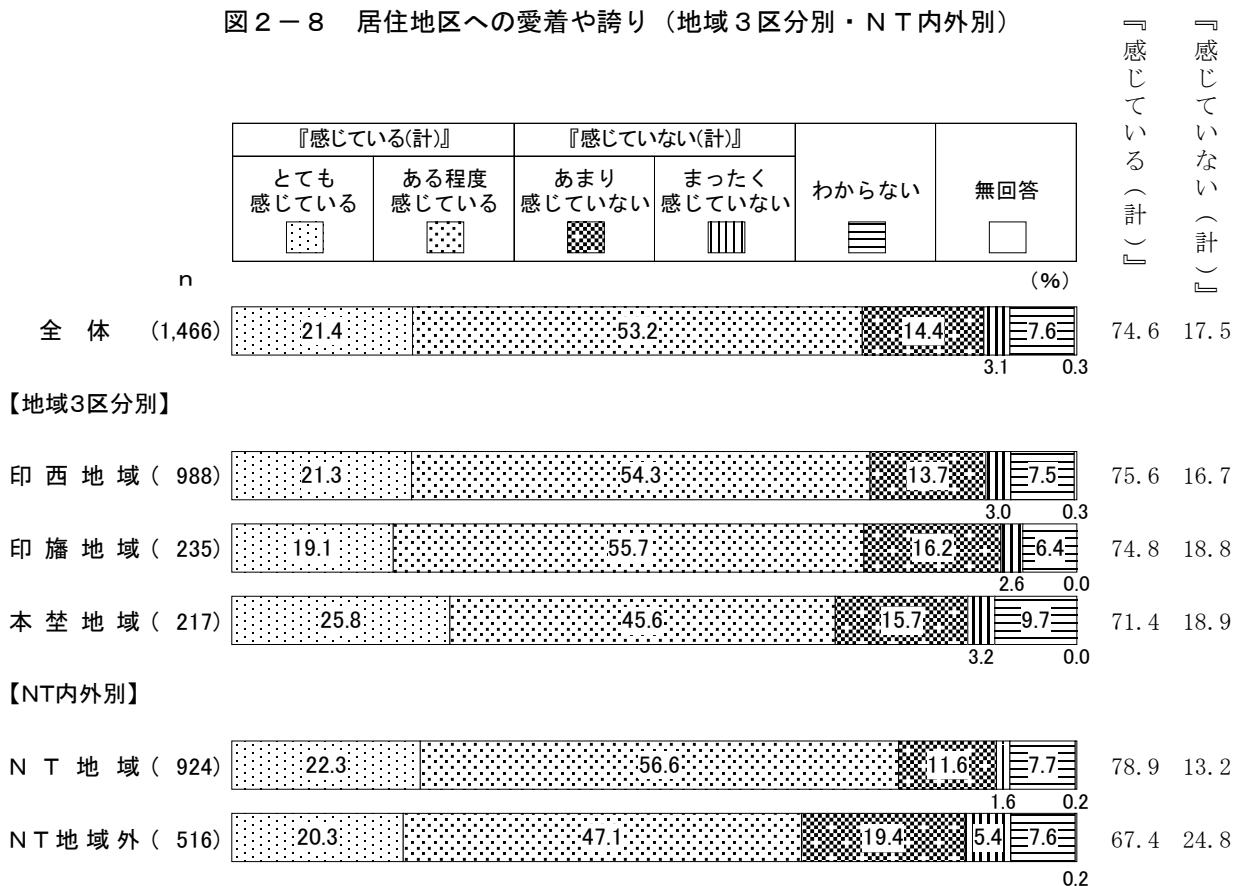 図２－８　居住地区への愛着や誇り（地域３区分別・ＮＴ内外別）
『感じている（計）』
『感じていない（計）』
『感じている(計)』 『感じていない(計)』
とても
感じている
ある程度
感じている
あまり
感じていない
まったく
感じていない
わからない
無回答
n (%)
全体 (1,466) 21.4 53.2 14.4 7.6 74.6 17.5
3.1 0.3
【地域3区分別】
印西地域 ( 988) 21.3 54.3 13.7 7.5 75.6 16.7
3.0 0.3
印旛地域 ( 235) 19.1 55.7 16.2 6.4 74.8 18.8
2.6 0.0
本埜地域 ( 217) 25.8 45.6 15.7 9.7 71.4 18.9
3.2 0.0
【NT内外別】
ＮＴ地域 ( 924) 22.3 56.6 11.6 7.7 78.9 13.2
1.6 0.2
ＮＴ地域外 ( 516) 20.3 47.1 19.4 5.4 7.6 67.4 24.8
0.2